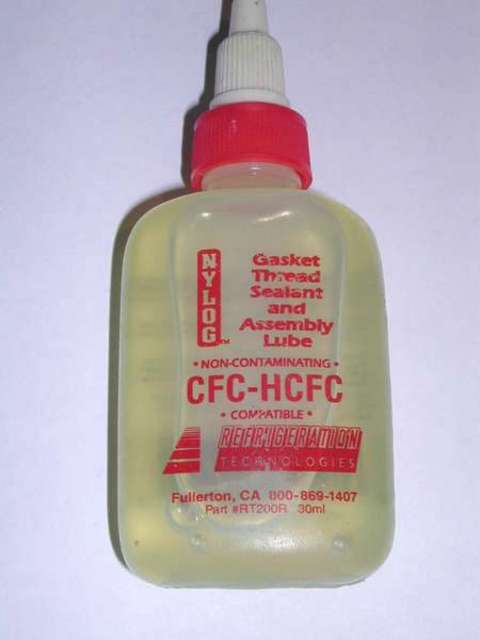 NYLOG™
Gasket
Thread
Sealant
and
Assembly
Lube
• NON-CONTAMINATING •
CFC-HCFC
• COMPATIBLE •
REFRIGERATION
TECHNOLOGIES
Fullerton, CA 800-869-1407
Part #RT200R 30ml